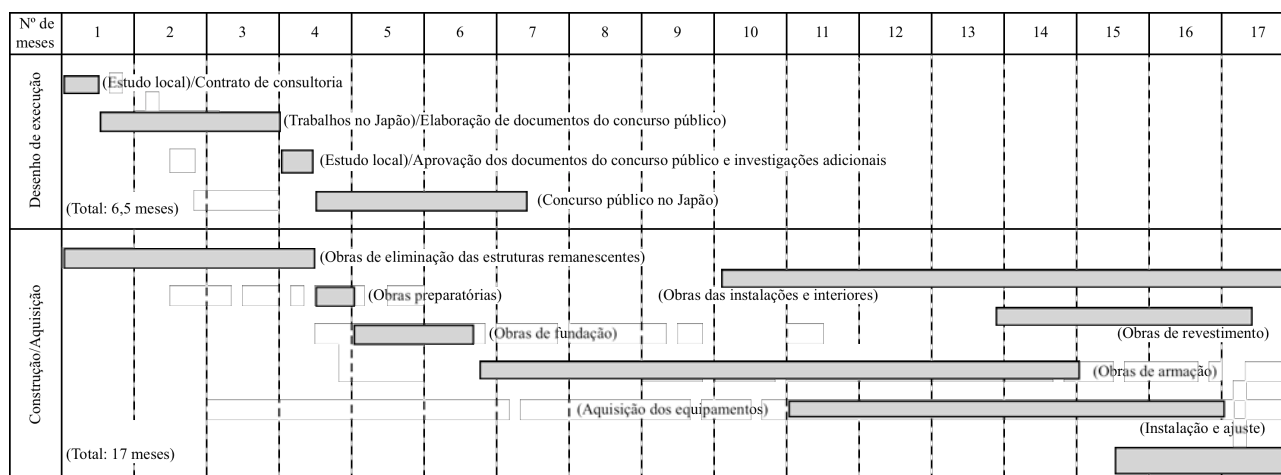 Nº de
meses
1 2 3 4 5 6 7 8 9 10 11 12 13 14 15 16 17
Desenho de execução
(Estudo local)/Contrato de consultoria
(Trabalhos no Japão)/Elaboração de documentos do concurso público)
(Estudo local)/Aprovação dos documentos do concurso público e investigações adicionais
(Concurso público no Japão)
(Total: 6,5 meses)
Construção/Aquisição
(Obras de eliminação das estruturas remanescentes)
(Obras preparatórias)
(Obras das instalações e interiores)
(Obras de fundação)
(Obras de revestimento)
(Obras de armação)
(Aquisição dos equipamentos)
(Instalação e ajuste)
(Total: 17 meses)